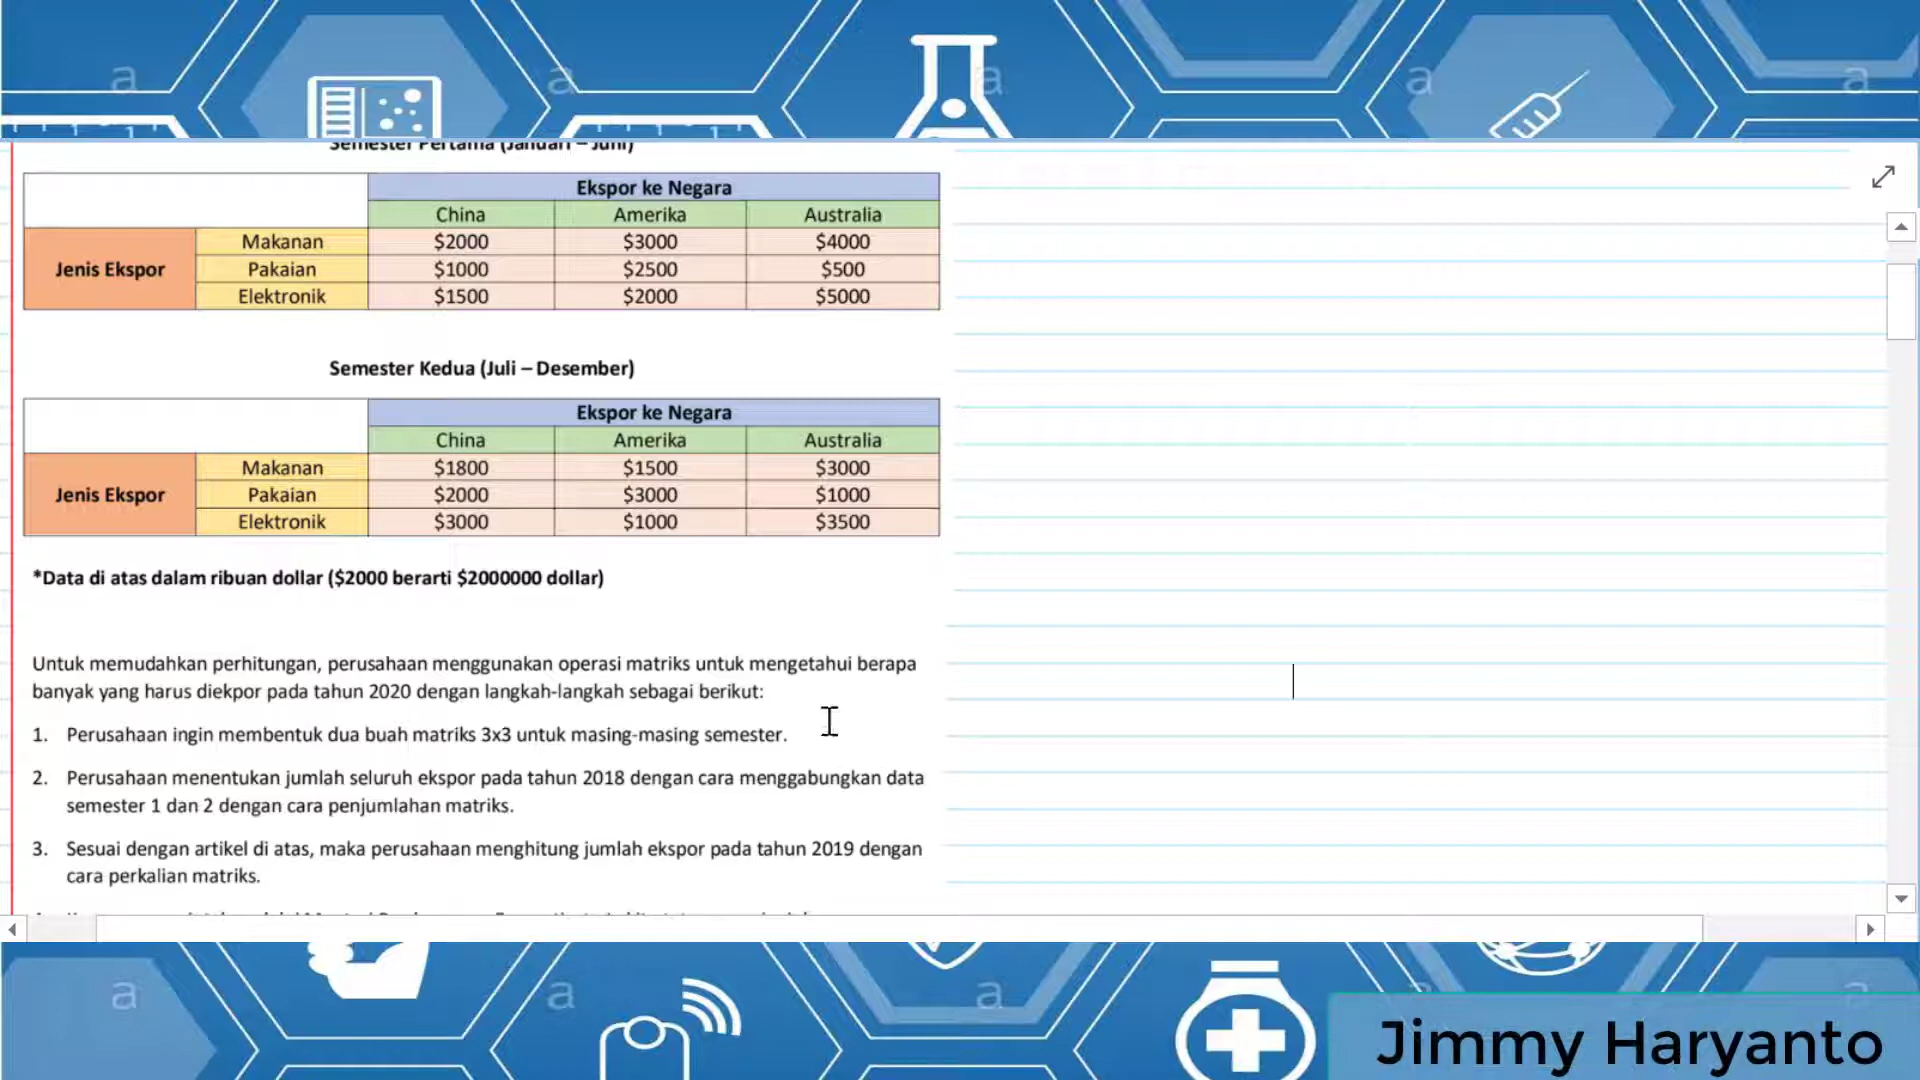 a a a a a
Semester Pertama (Januari – Juni)
Ekspor ke Negara
China Amerika Australia
Jenis Ekspor
Makanan $2000 $3000 $4000
Pakaian $1000 $2500 $500
Elektronik $1500 $2000 $5000
Semester Kedua (Juli – Desember)
Ekspor ke Negara
China Amerika Australia
Jenis Ekspor
Makanan $1800 $1500 $3000
Pakaian $2000 $3000 $1000
Elektronik $3000 $1000 $3500
*Data di atas dalam ribuan dollar ($2000 berarti $2000000 dollar)
Untuk memudahkan perhitungan, perusahaan menggunakan operasi matriks untuk mengetahui berapa
banyak yang harus diekpor pada tahun 2020 dengan langkah-langkah sebagai berikut:
1. Perusahaan ingin membentuk dua buah matriks 3x3 untuk masing-masing semester.
2. Perusahaan menentukan jumlah seluruh ekspor pada tahun 2018 dengan cara menggabungkan data
semester 1 dan 2 dengan cara penjumlahan matriks.
3. Sesuai dengan artikel di atas, maka perusahaan menghitung jumlah ekspor pada tahun 2019 dengan
cara perkalian matriks.
a a a
Jimmy Haryanto